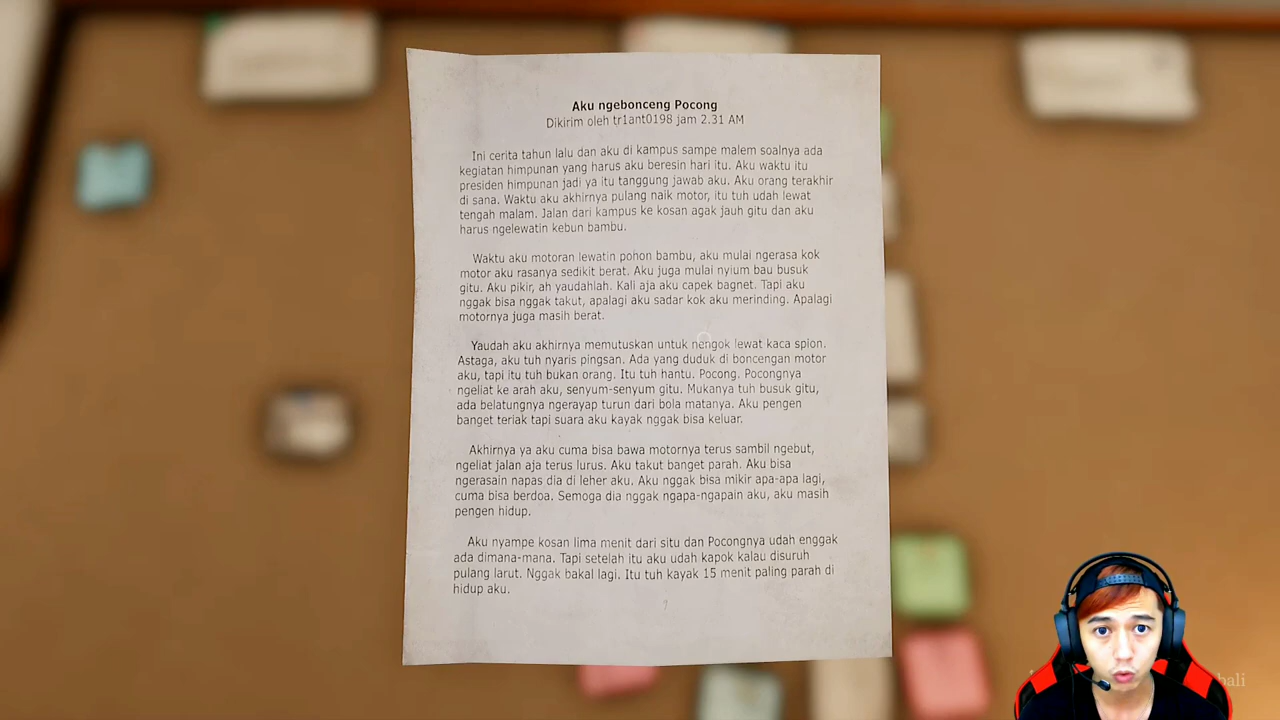 Aku ngebonceng Pocong
Dikirim oleh tr1ant0198 jam 2.31 AM
Ini cerita tahun lalu dan aku di kampus sampe malem soalnya ada
kegiatan himpunan yang harus aku beresin hari itu. Aku waktu itu
presiden himpunan jadi ya itu tanggung jawab aku. Aku orang terakhir
di sana. Waktu aku akhirnya pulang naik motor, itu tuh udah lewat
tengah malam. Jalan dari kampus ke kosan agak jauh gitu dan aku
harus ngelewatin kebun bambu.
Waktu aku motoran lewatin pohon bambu, aku mulai ngerasa kok
motor aku rasanya sedikit berat. Aku juga mulai nyium bau busuk
gitu. Aku pikir, ah yaudahlah. Kali aja aku capek bagnet. Tapi aku
nggak bisa nggak takut, apalagi aku sadar kok aku merinding. Apalagi
motornya juga masih berat.
Yaudah aku akhirnya memutuskan untuk nengok lewat kaca spion.
Astaga, aku tuh nyaris pingsan. Ada yang duduk di boncengan motor
aku, tapi itu tuh bukan orang. Itu tuh hantu. Pocong. Pocongnya
ngeliat ke arah aku, senyum-senyum gitu. Mukanya tuh busuk gitu,
ada belatungnya ngerayap turun dari bola matanya. Aku pengen
banget teriak tapi suara aku kayak nggak bisa keluar.
Akhirnya ya aku cuma bisa bawa motornya terus sambil ngebut,
ngeliat jalan aja terus lurus. Aku takut banget parah. Aku bisa
ngerasain napas dia di leher aku. Aku nggak bisa mikir apa-apa lagi,
cuma bisa berdoa. Semoga dia nggak ngapa-ngapain aku, aku masih
pengen hidup.
Aku nyampe kosan lima menit dari situ dan Pocongnya udah enggak
ada dimana-mana. Tapi setelah itu aku udah kapok kalau disuruh
pulang larut. Nggak bakal lagi. Itu tuh kayak 15 menit paling parah di
hidup aku.